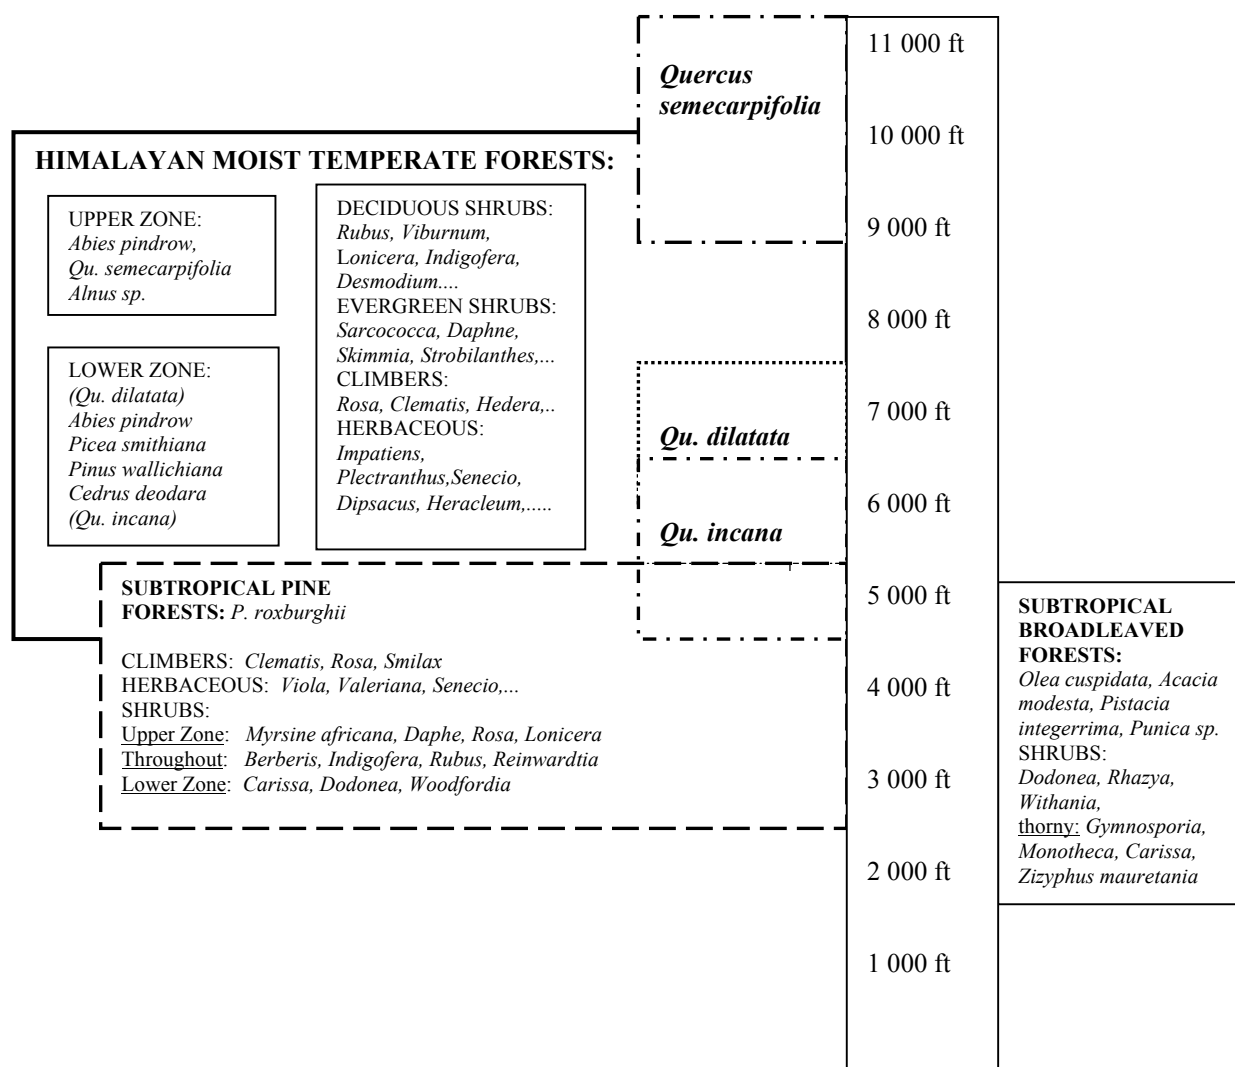 HIMALAYAN MOIST TEMPERATE FORESTS:
UPPER ZONE:
Abies pindrow,
Qu. semecarpifolia
Alnus sp.
LOWER ZONE:
(Qu. dilatata)
Abies pindrow
Picea smithiana
Pinus wallichiana
Cedrus deodara
(Qu. incana)
DECIDUOUS SHRUBS:
Rubus, Viburnum,
Lonicera, Indigofera,
Desmodium....
EVERGREEN SHRUBS:
Sarcococca, Daphne,
Skimmia, Strobilanthes,...
CLIMBERS:
Rosa, Clematis, Hedera,..
HERBACEOUS:
Impatiens,
Plectranthus,Senecio,
Dipsacus, Heracleum,.....
SUBTROPICAL PINE
FORESTS: P. roxburghii
CLIMBERS: Clematis, Rosa, Smilax
HERBACEOUS: Viola, Valeriana, Senecio,...
SHRUBS:
Upper Zone: Myrsine africana, Daphe, Rosa, Lonicera
Throughout: Berberis, Indigofera, Rubus, Reinwardtia
Lower Zone: Carissa, Dodonea, Woodfordia
Quercus
semecarpifolia
Qu. dilatata
Qu. incana
11 000 ft
10 000 ft
9 000 ft
8 000 ft
7 000 ft
6 000 ft
5 000 ft
4 000 ft
3 000 ft
2 000 ft
1 000 ft
SUBTROPICAL
BROADLEAVED
FORESTS:
Olea cuspidata, Acacia
modesta, Pistacia
integerrima, Punica sp.
SHRUBS:
Dodonea, Rhazya,
Withania,
thorny: Gymnosporia,
Monotheca, Carissa,
Zizyphus mauretania